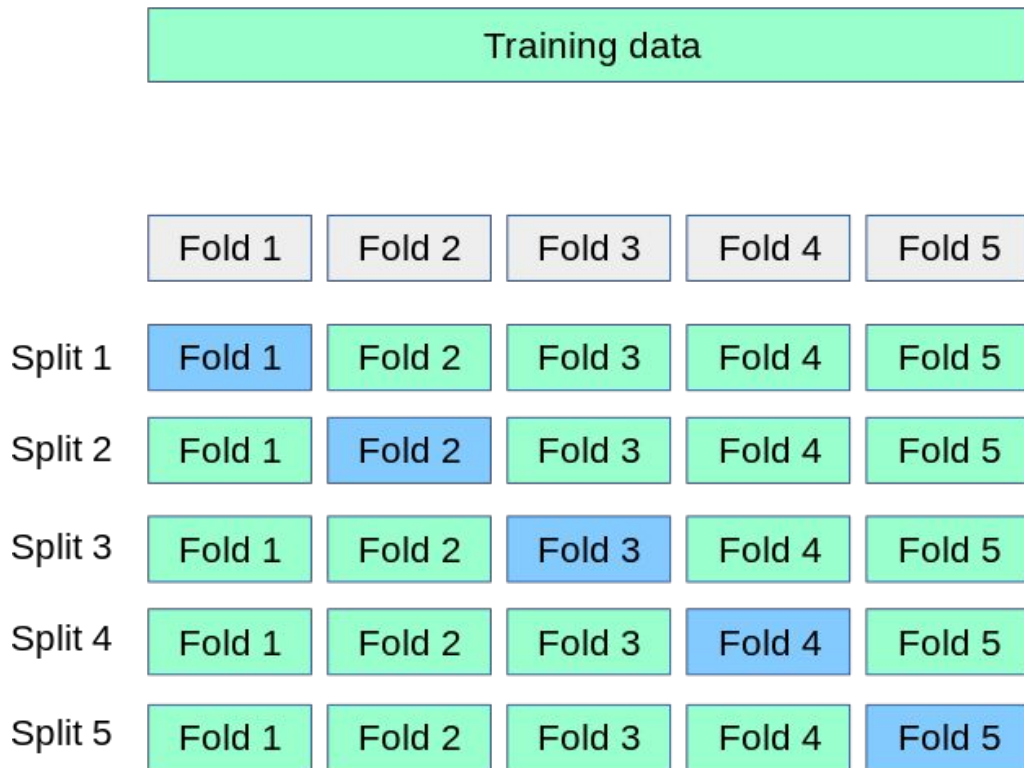 Training data
Fold 1 Fold 2 Fold 3 Fold 4 Fold 5
Split 1 Fold 1 Fold 2 Fold 3 Fold 4 Fold 5
Split 2 Fold 1 Fold 2 Fold 3 Fold 4 Fold 5
Split 3 Fold 1 Fold 2 Fold 3 Fold 4 Fold 5
Split 4 Fold 1 Fold 2 Fold 3 Fold 4 Fold 5
Split 5 Fold 1 Fold 2 Fold 3 Fold 4 Fold 5